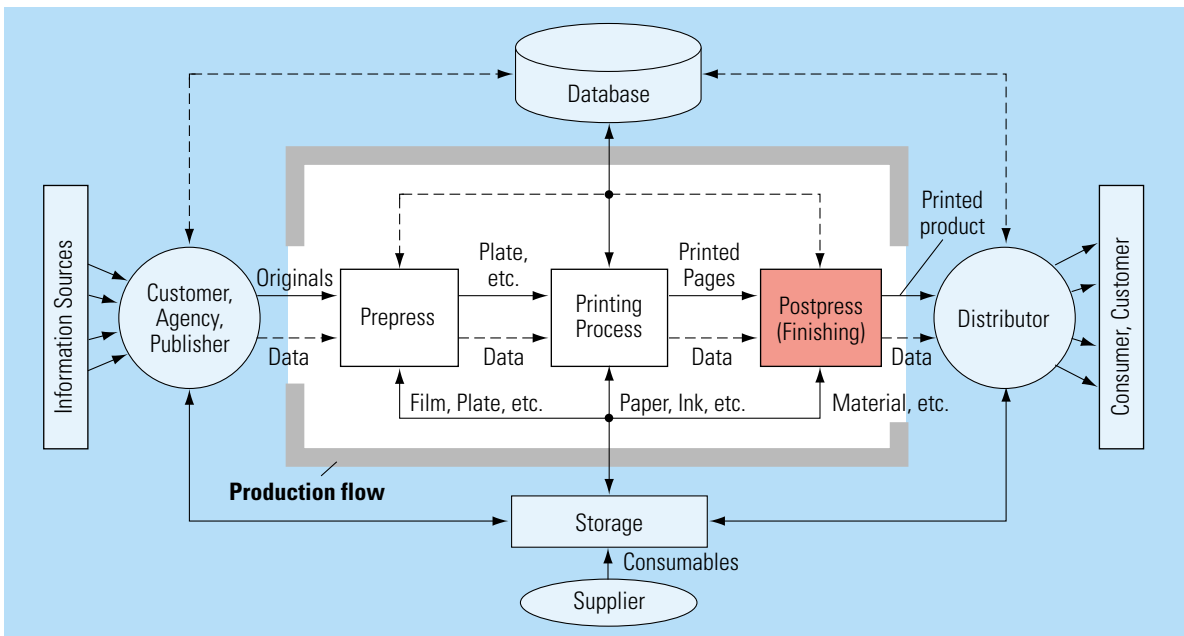 Database
Information Sources
Customer,
Agency,
Publisher
Originals
Data
Prepress
Plate,
etc.
Data
Printing
Process
Printed
Pages
Data
Postpress
(Finishing)
Printed
product
Data
Distributor
Consumer, Customer
Film, Plate, etc.
Paper, Ink, etc.
Material, etc.
Production flow
Storage
Consumables
Supplier